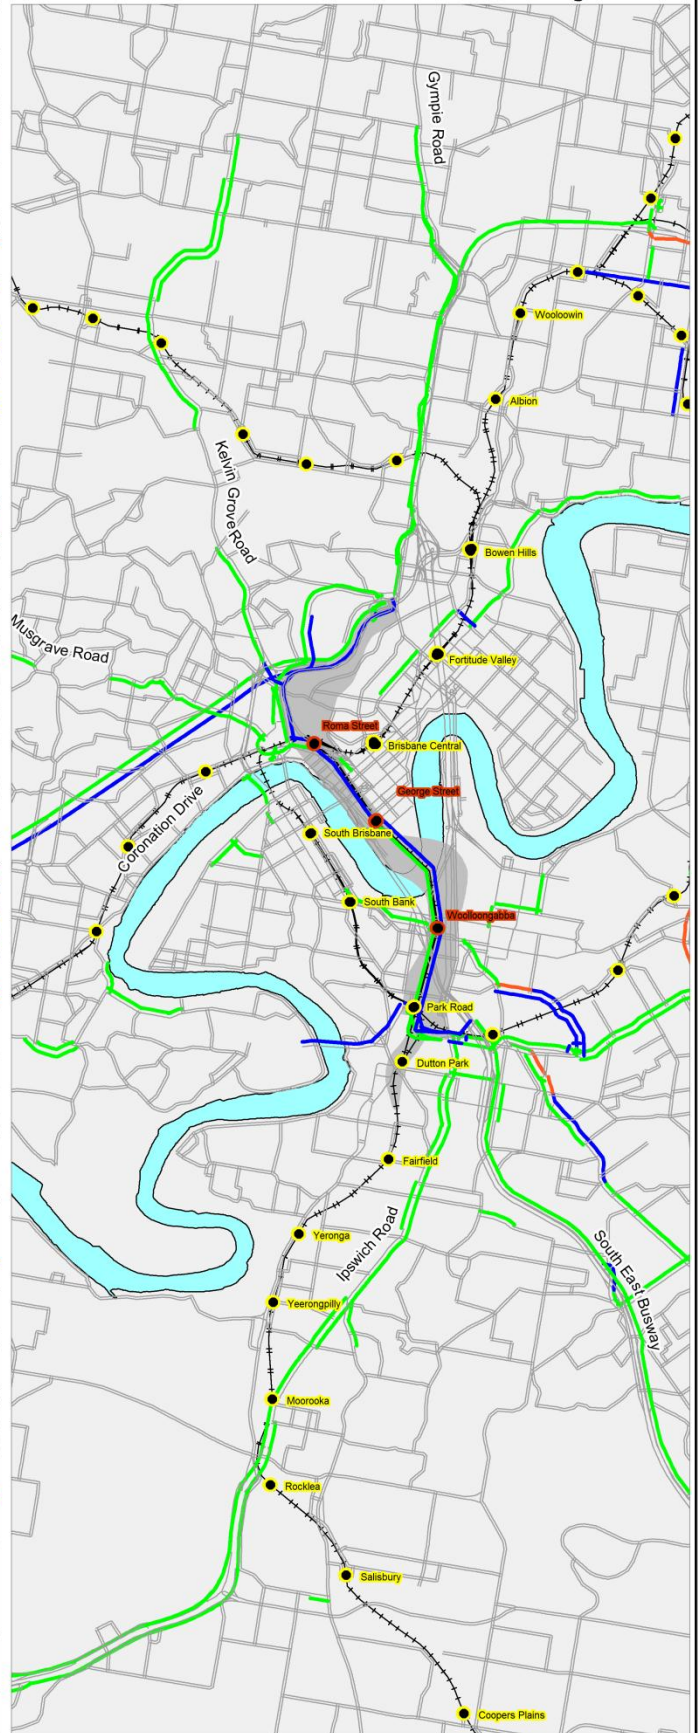 Gympie Road
Wooloowin
Albion
Kelvin GroveRoad
Bowen Hills
Musgrave Road
Fortitude Valley
Roma Street
Brisbane Central
George Street
Coronation Drive
South Brisbane
South Bank
Woolloongabba
Park Road
Dutton Park
Fairfield
Ipswich Road
Yeronga
South East Busway
Yeerongpilly
Moorooka
Rocklea
Salisbury
Coopers Plains